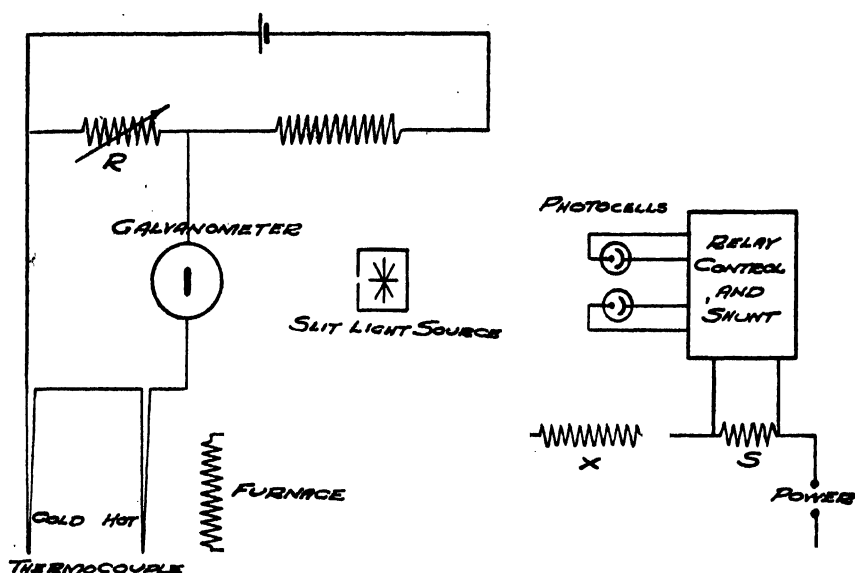 R
GALVANOMETER
SLIT LIGHT SOURCE
PHOTOCELLS
RELAY
CONTROL
AND
SHUNT
X
S
POWER
FURNACE
COLD HOT
THERMOCOUPLE